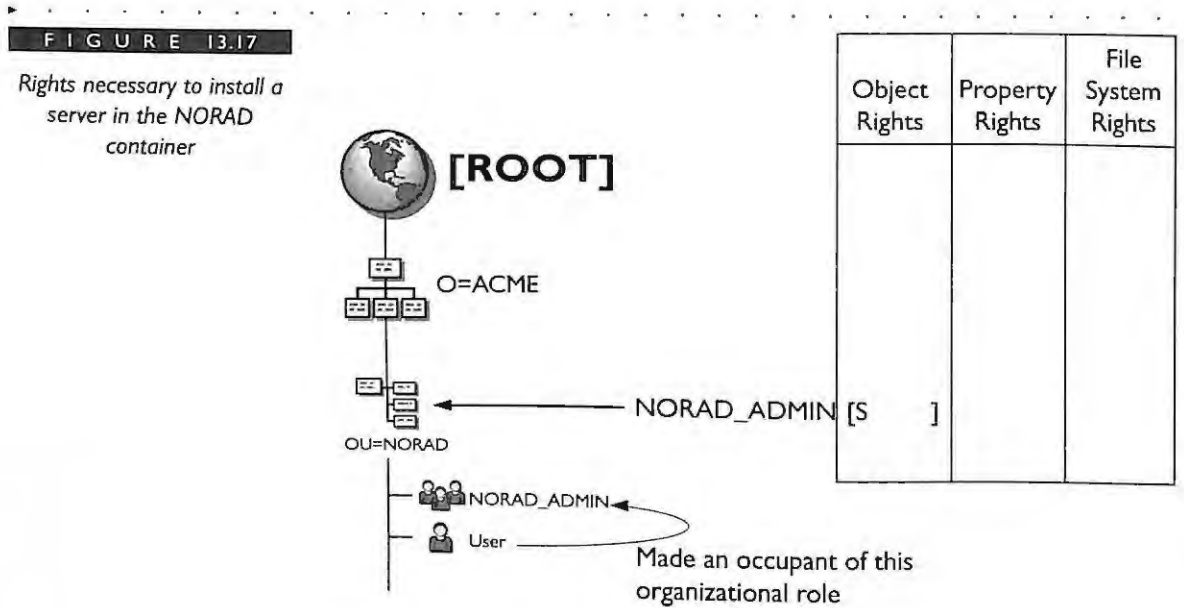 FIGURE 13.17
Rights necessary to install a
server in the NORAD
container
Object
Rights
Property
Rights
File
System
Rights
[ROOT]
O=ACME
NORAD_ADMIN [S ]
OU=NORAD
NORAD_ADMIN
User
Made an occupant of this
organizational role